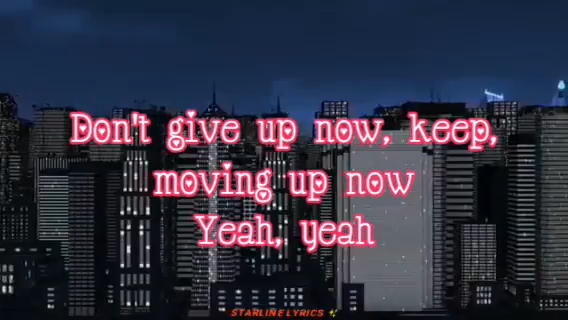 Don't give up now, keep,
moving up now
Yeah, yeah
STARLINE LYRICS ✨